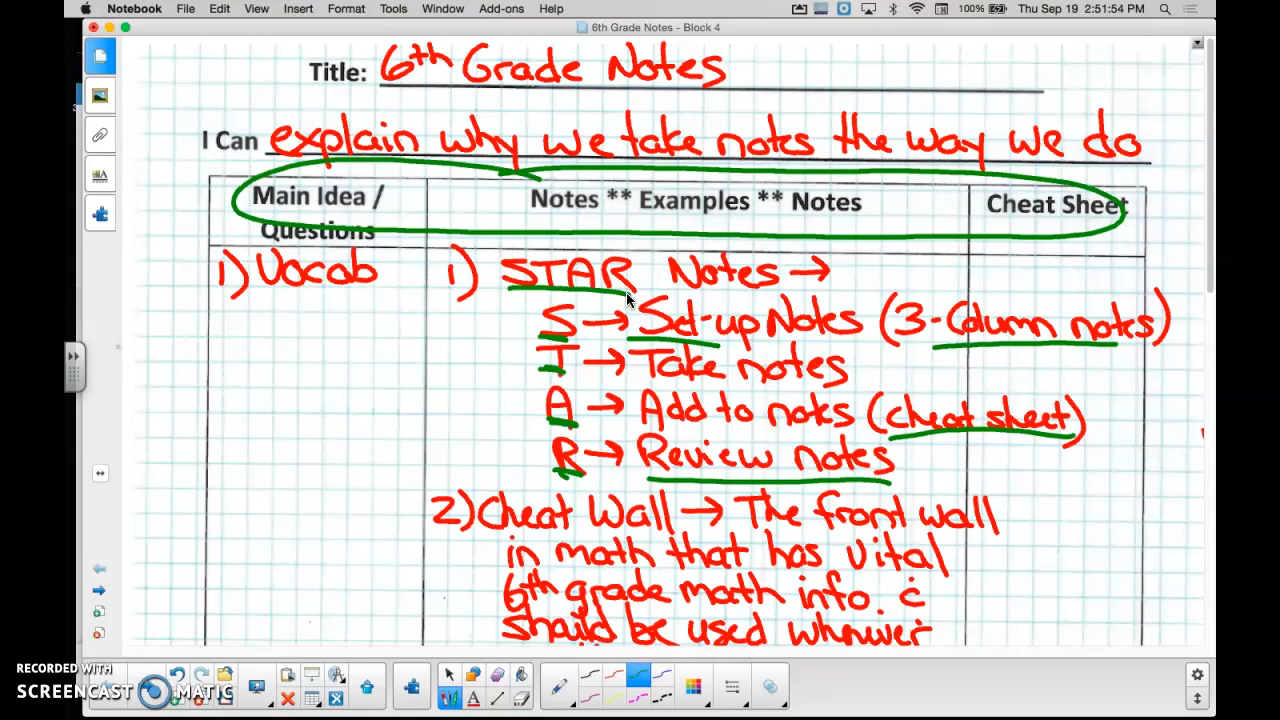 Notebook File Edit View Insert Format Tools Window Add-ons Help 100% Thu Sep 19 2:51:54 PM
6th Grade Notes - Block 4
Title: 6th Grade Notes
I Can explain why we take notes the way we do
Main Idea / Questions
Notes ** Examples ** Notes
Cheat Sheet
1) Vocab
1) STAR Notes →
S → Set-up Notes (3-Column notes)
T → Take notes
A → Add to notes (cheat sheet)
R → Review notes
2) Cheat Wall → The front wall
in math that has vital
6th grade math info.
should be used
RECORDED WITH
SCREENCAST MATIC